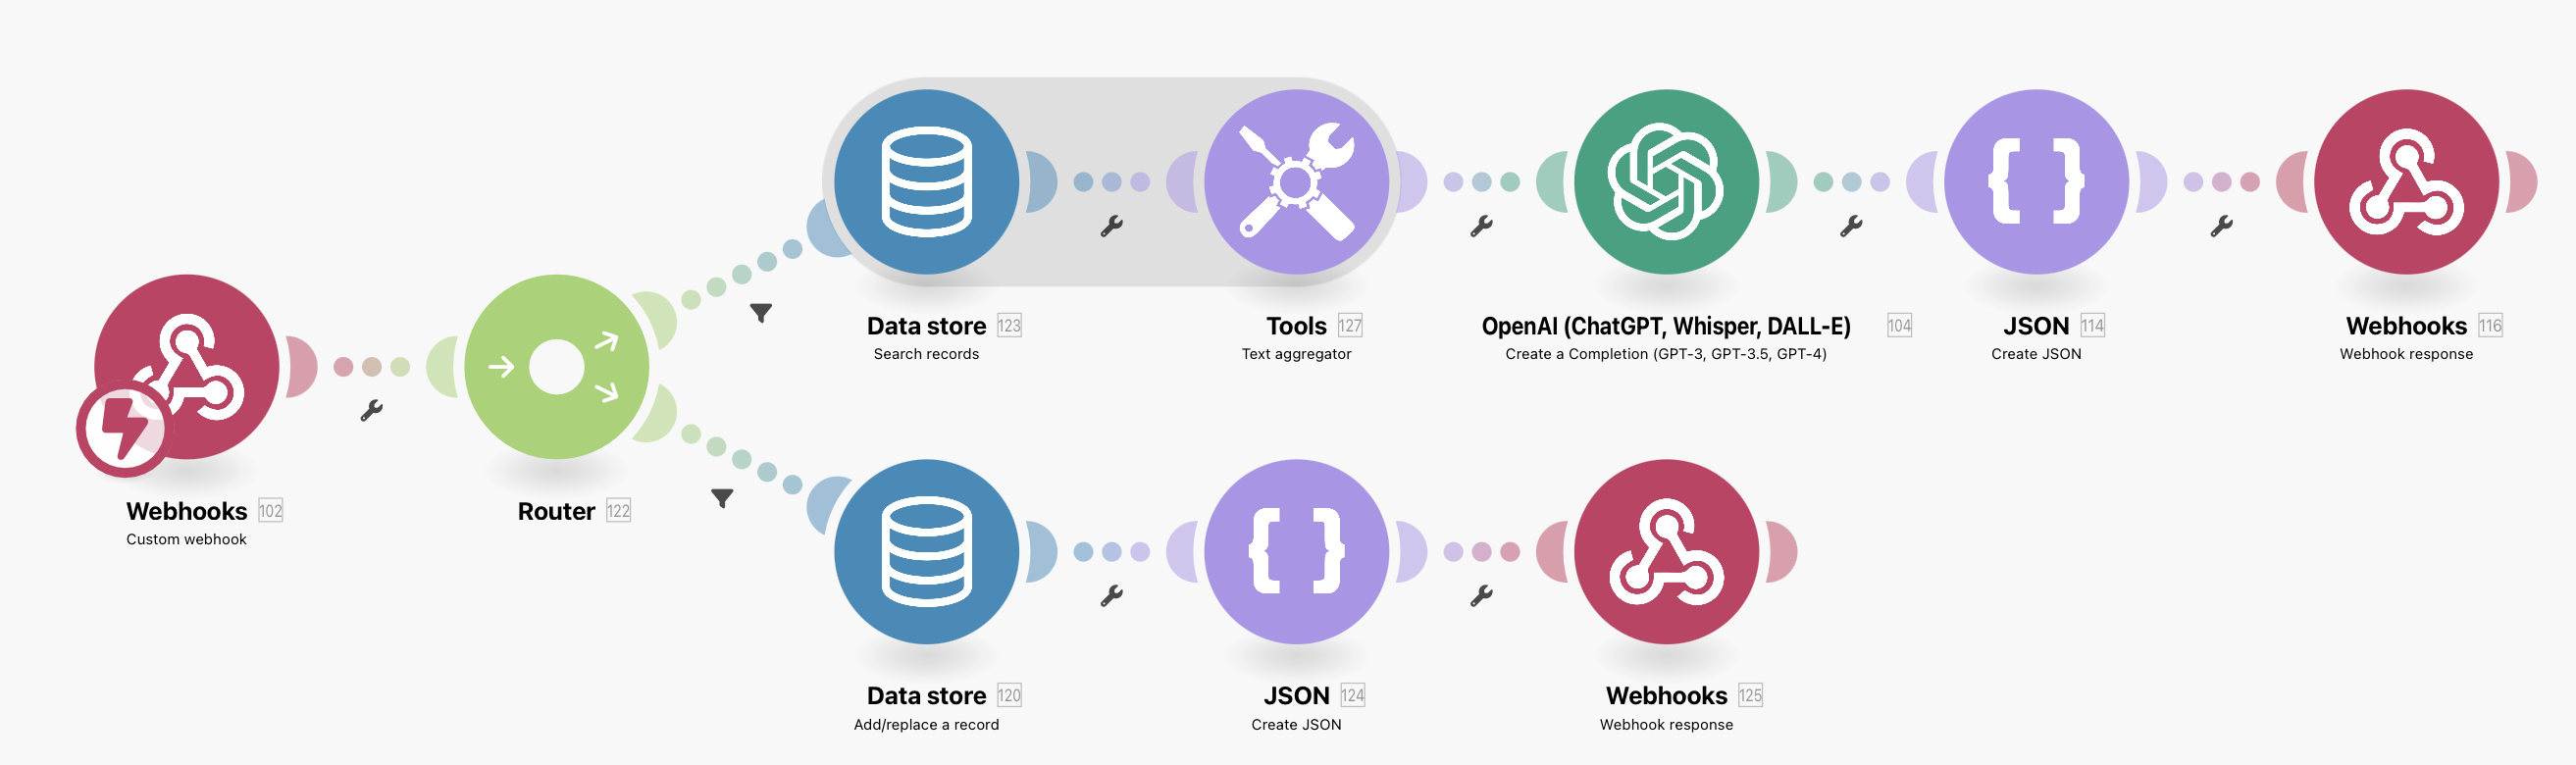 Data store 123
Search records
Tools 127
Text aggregator
OpenAI (ChatGPT, Whisper, DALL-E) 104
Create a Completion (GPT-3, GPT-3.5, GPT-4)
JSON 114
Create JSON
Webhooks 116
Webhook response
Webhooks 102
Custom webhook
Router 122
Data store 120
Add/replace a record
JSON 124
Create JSON
Webhooks 125
Webhook response